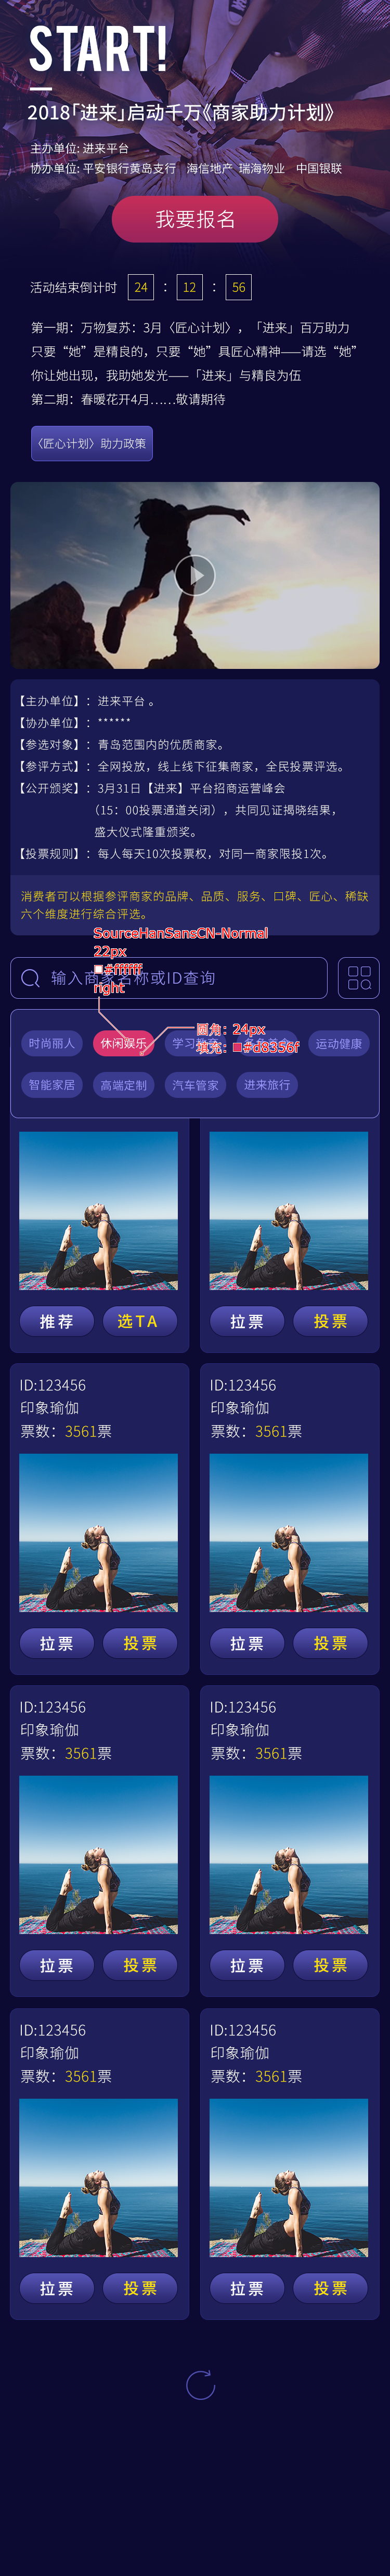 START!
2018「进来」启动千万《商家助力计划》
主办单位: 进来平台
协办单位: 平安银行黄岛支行 海信地产 瑞海物业 中国银联
我要报名
活动结束倒计时 24 : 12 : 56
第一期：万物复苏：3月〈匠心计划〉，「进来」百万助力
只要“她”是精良的，只要“她”具匠心精神——请选“她”
你让她出现，我助她发光——「进来」与精良为伍
第二期：春暖花开4月……敬请期待
〈匠心计划〉助力政策
【主办单位】：进来平台 。
【协办单位】：******
【参选对象】：青岛范围内的优质商家。
【参评方式】：全网投放，线上线下征集商家，全民投票评选。
【公开颁奖】：3月31日【进来】平台招商运营峰会
（15：00投票通道关闭），共同见证揭晓结果，
盛大仪式隆重颁奖。
【投票规则】：每人每天10次投票权，对同一商家限投1次。
消费者可以根据参评商家的品牌、品质、服务、口碑、匠心、稀缺
六个维度进行综合评选。
SourceHanSansCN-Normal
22px
#ffffff
right
输入商家名称或ID查询
圆角：24px
填充：#d8356f
时尚丽人 休闲娱乐 学习 运动健康
智能家居 高端定制 汽车管家 进来旅行
推荐 选TA 拉票 投票
ID:123456 ID:123456
印象瑜伽 印象瑜伽
票数：3561票 票数：3561票
拉票 投票 拉票 投票
ID:123456 ID:123456
印象瑜伽 印象瑜伽
票数：3561票 票数：3561票
拉票 投票 拉票 投票
ID:123456 ID:123456
印象瑜伽 印象瑜伽
票数：3561票 票数：3561票
拉票 投票 拉票 投票